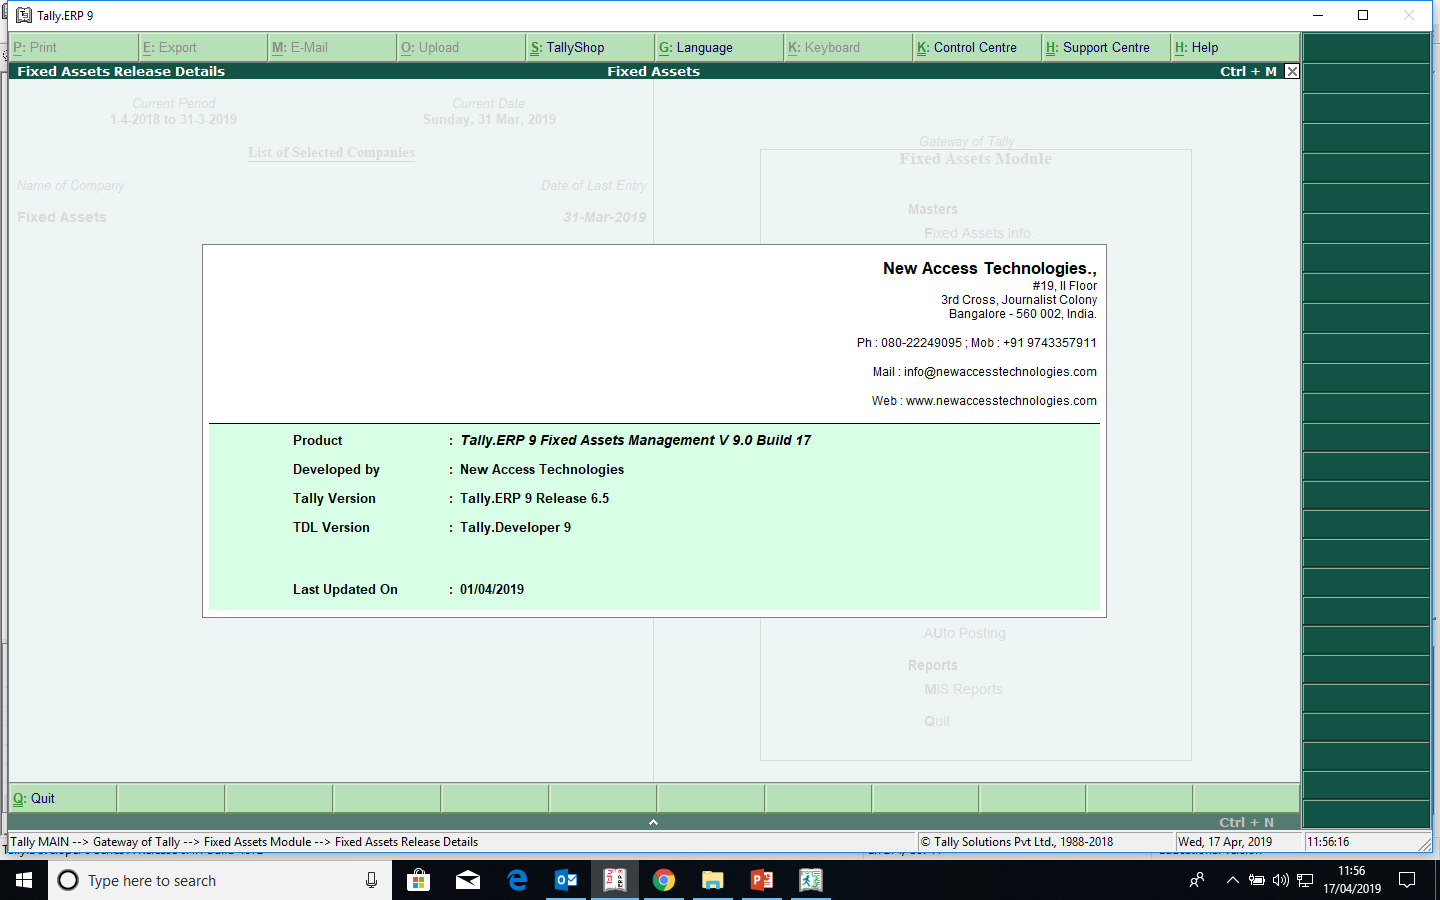 Tally.ERP 9
P: Print E: Export M: E-Mail O: Upload S: TallyShop G: Language K: Keyboard K: Control Centre H: Support Centre H: Help
Fixed Assets Release Details Fixed Assets Ctrl + M
Current Period Current Date
1-4-2018 to 31-3-2019 Sunday, 31 Mar, 2019
Gateway of Tally ....
List of Selected Companies
Fixed Assets Module
Name of Company Date of Last Entry
Masters
Fixed Assets 31-Mar-2019
Fixed Assets Info.
New Access Technologies.,
#19, II Floor
3rd Cross, Journalist Colony
Bangalore - 560 002, India.
Ph : 080-22249095 ; Mob : +91 9743357911
Mail : info@newaccesstechnologies.com
Web : www.newaccesstechnologies.com
Product : Tally.ERP 9 Fixed Assets Management V 9.0 Build 17
Developed by : New Access Technologies
Tally Version : Tally.ERP 9 Release 6.5
TDL Version : Tally.Developer 9
Last Updated On : 01/04/2019
AUto Posting
Reports
MIS Reports
Quit
Q: Quit
Ctrl + N
Tally MAIN --> Gateway of Tally --> Fixed Assets Module --> Fixed Assets Release Details © Tally Solutions Pvt Ltd., 1988-2018 Wed, 17 Apr, 2019 11:56:16
Type here to search
11:56
17/04/2019